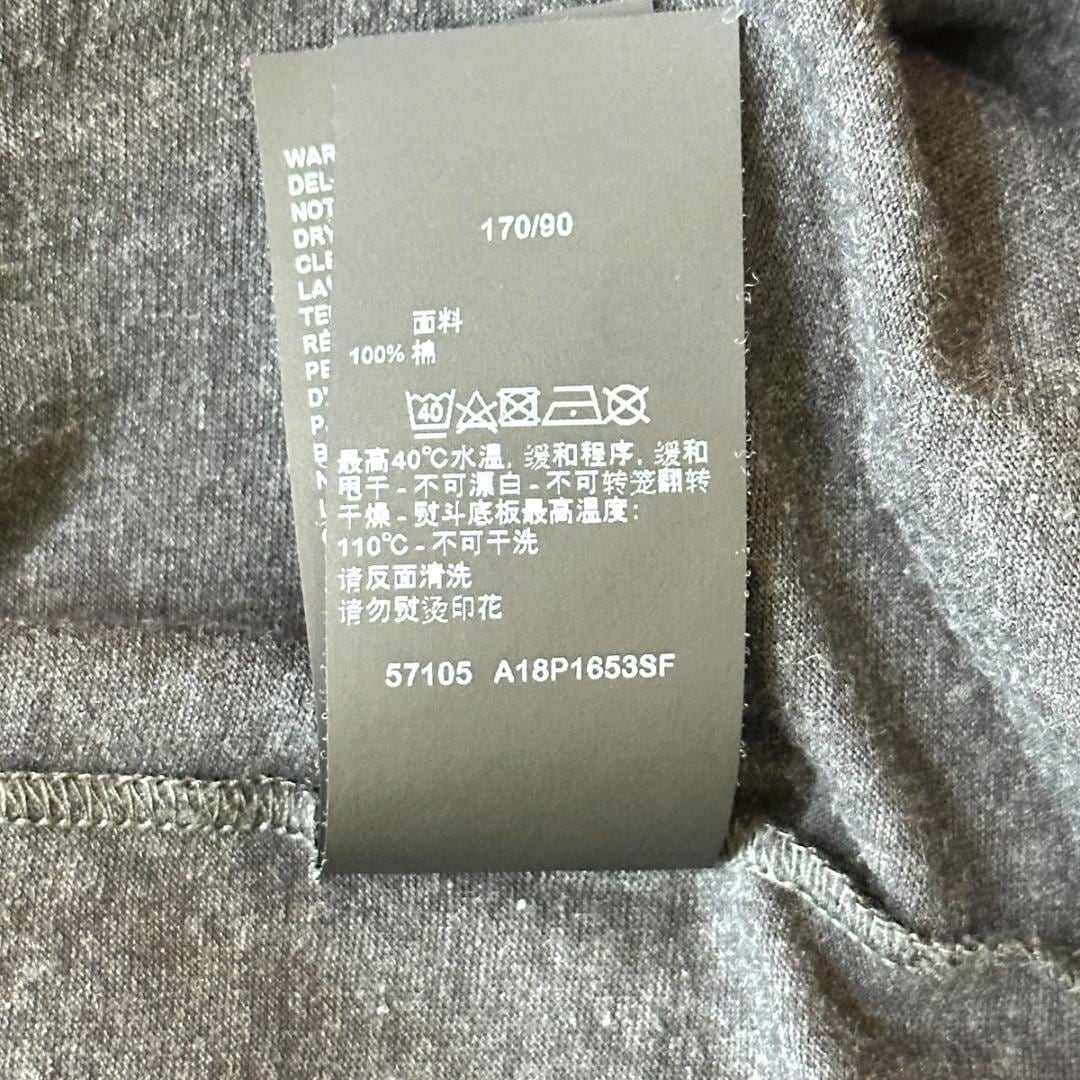 WAR
DEL
NOT
DRY
CLE
LAV
TE
RÉ
PE
D'
P
170/90
面料
100% 棉
40
最高40℃水温, 缓和程序, 缓和
甩干 - 不可漂白 - 不可转笼翻转
干燥 - 熨斗底板最高温度:
110℃ - 不可干洗
请反面清洗
请勿熨烫印花
57105 A18P1653SF